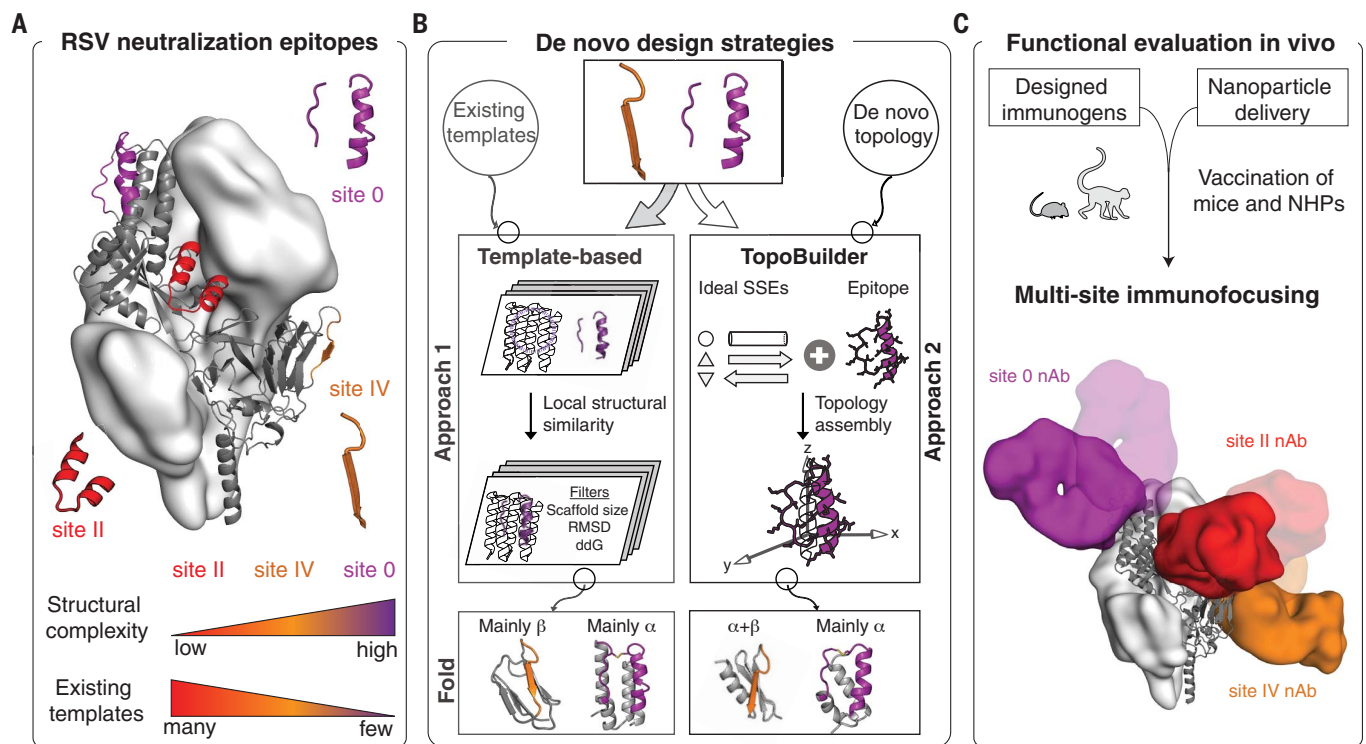 A
RSV neutralization epitopes
site 0
site IV
site II
site II site IV site 0
Structural
complexity
low
high
Existing
templates
many
few
B
De novo design strategies
Existing
templates
De novo
topology
Approach 1
Template-based
Local structural
similarity
Filters
Scaffold size
RMSD
ddG
TopoBuilder
Ideal SSEs
Epitope
Topology
assembly
z
x
y
Approach 2
Fold
Mainly β
Mainly α
α+β
Mainly α
C
Functional evaluation in vivo
Designed
immunogens
Nanoparticle
delivery
Vaccination of
mice and NHPs
Multi-site immunofocusing
site 0 nAb
site II nAb
site IV nAb